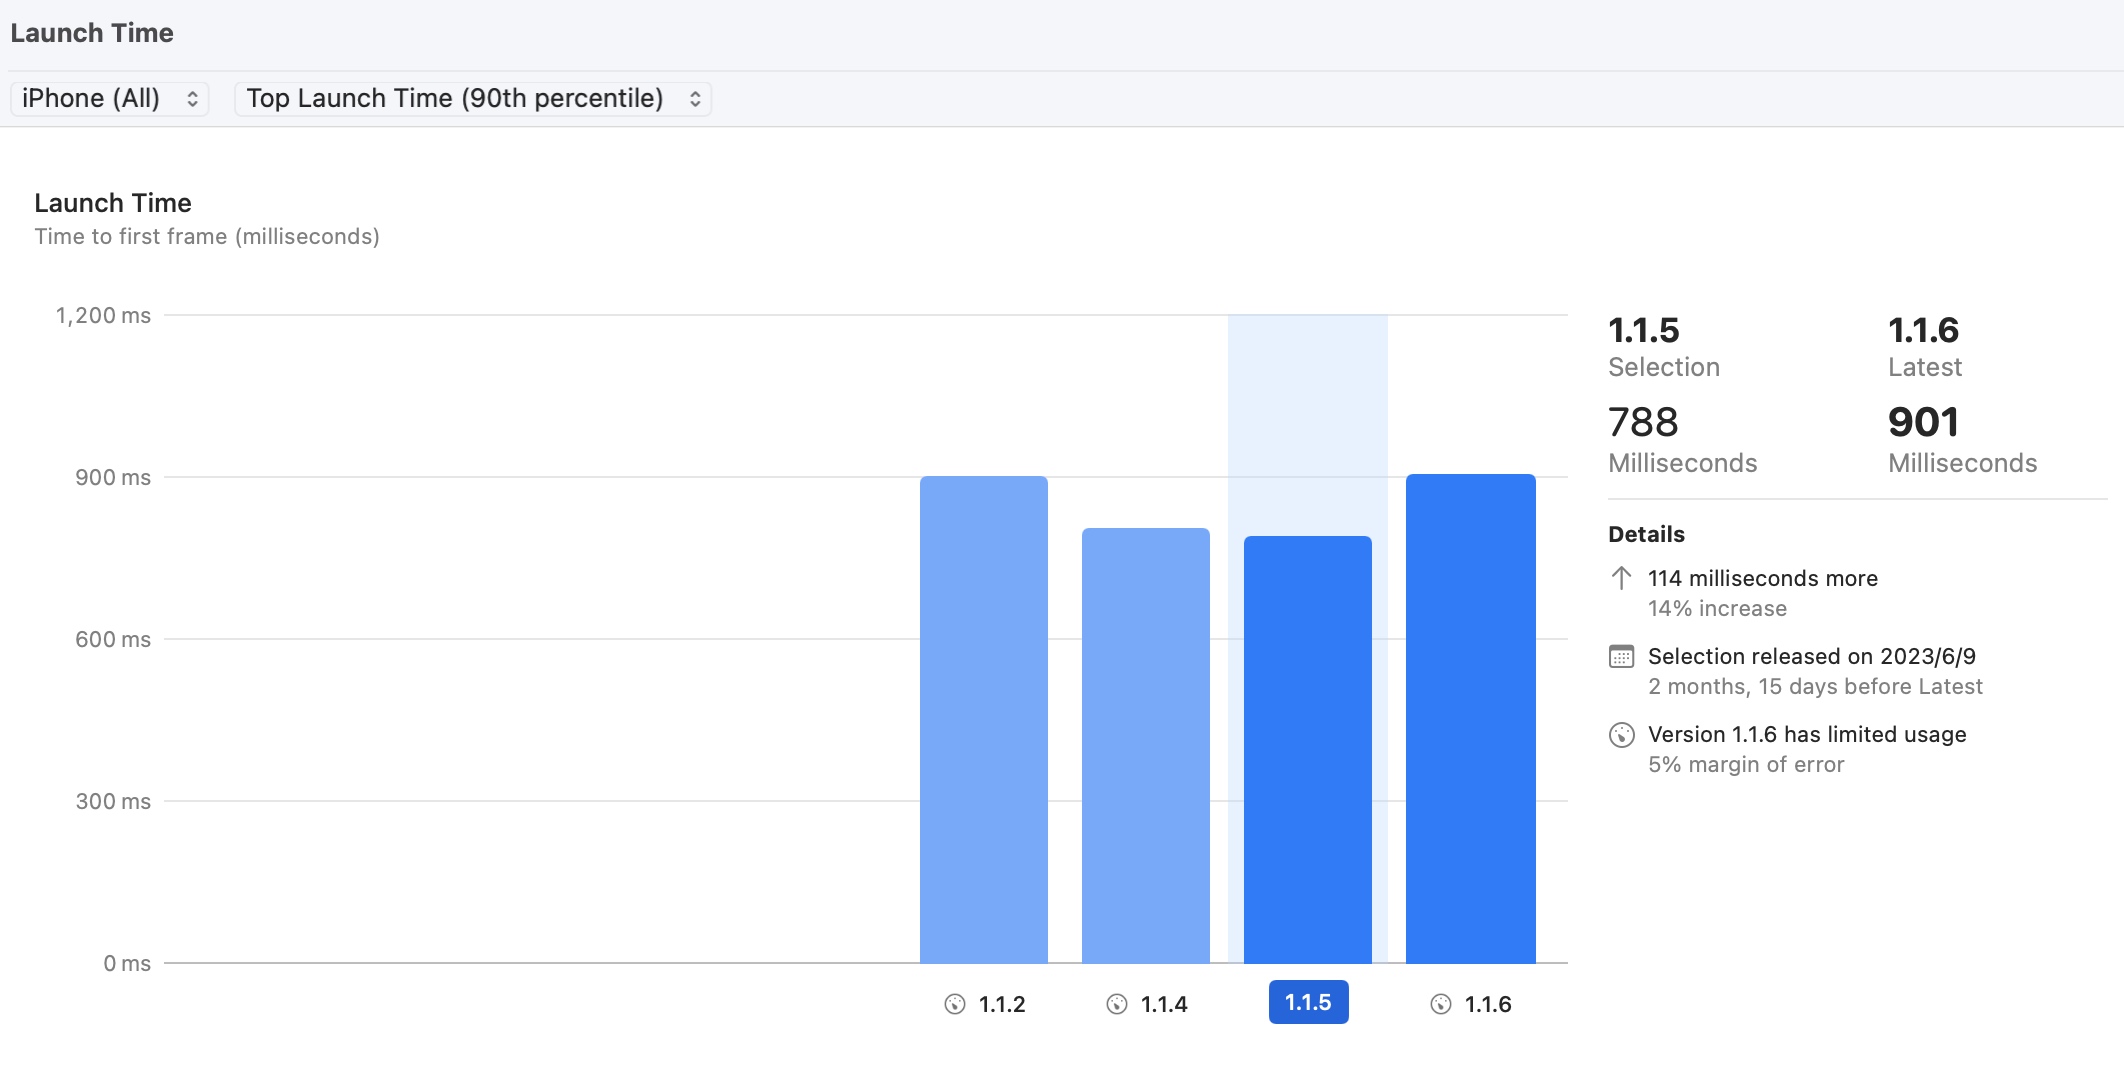 Launch Time
iPhone (All)
Top Launch Time (90th percentile)
Launch Time
Time to first frame (milliseconds)
1,200 ms
900 ms
600 ms
300 ms
0 ms
1.1.2
1.1.4
1.1.5
1.1.6
1.1.5
Selection
788
Milliseconds
1.1.6
Latest
901
Milliseconds
Details
114 milliseconds more
14% increase
Selection released on 2023/6/9
2 months, 15 days before Latest
Version 1.1.6 has limited usage
5% margin of error